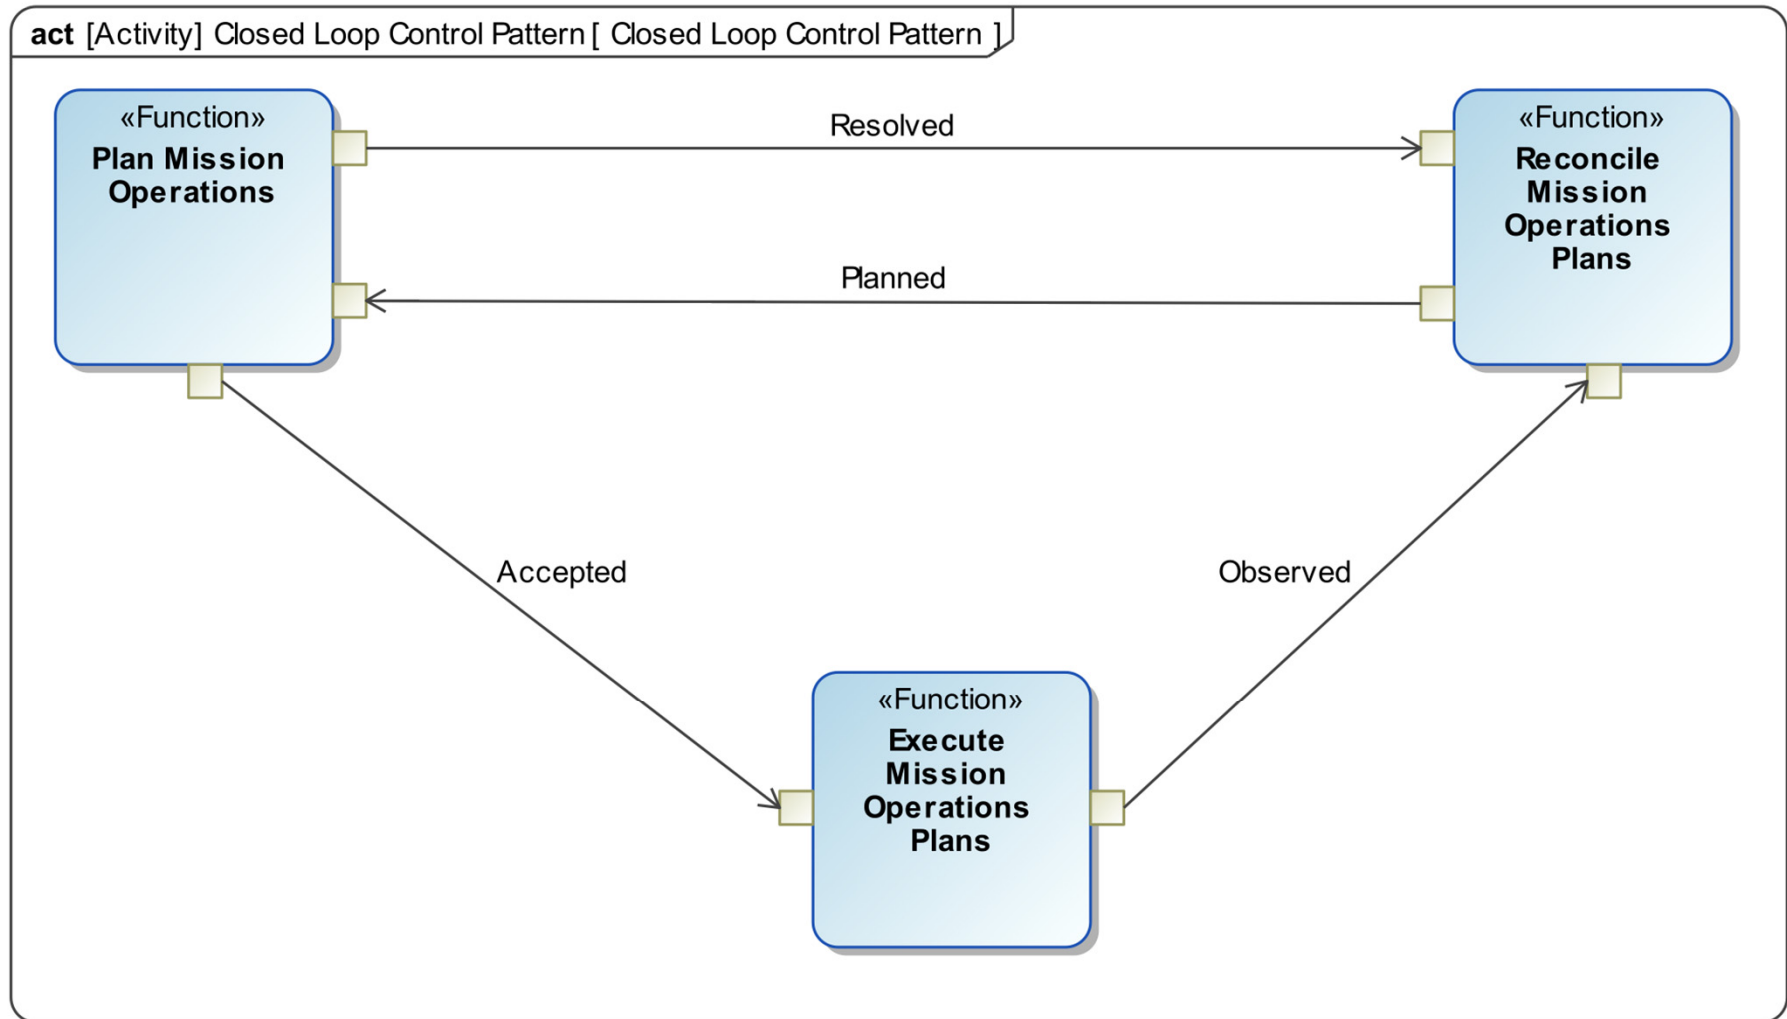 act [Activity] Closed Loop Control Pattern [ Closed Loop Control Pattern ]
«Function»
Plan Mission
Operations
Resolved
«Function»
Reconcile
Mission
Operations
Plans
Planned
Accepted
Observed
«Function»
Execute
Mission
Operations
Plans